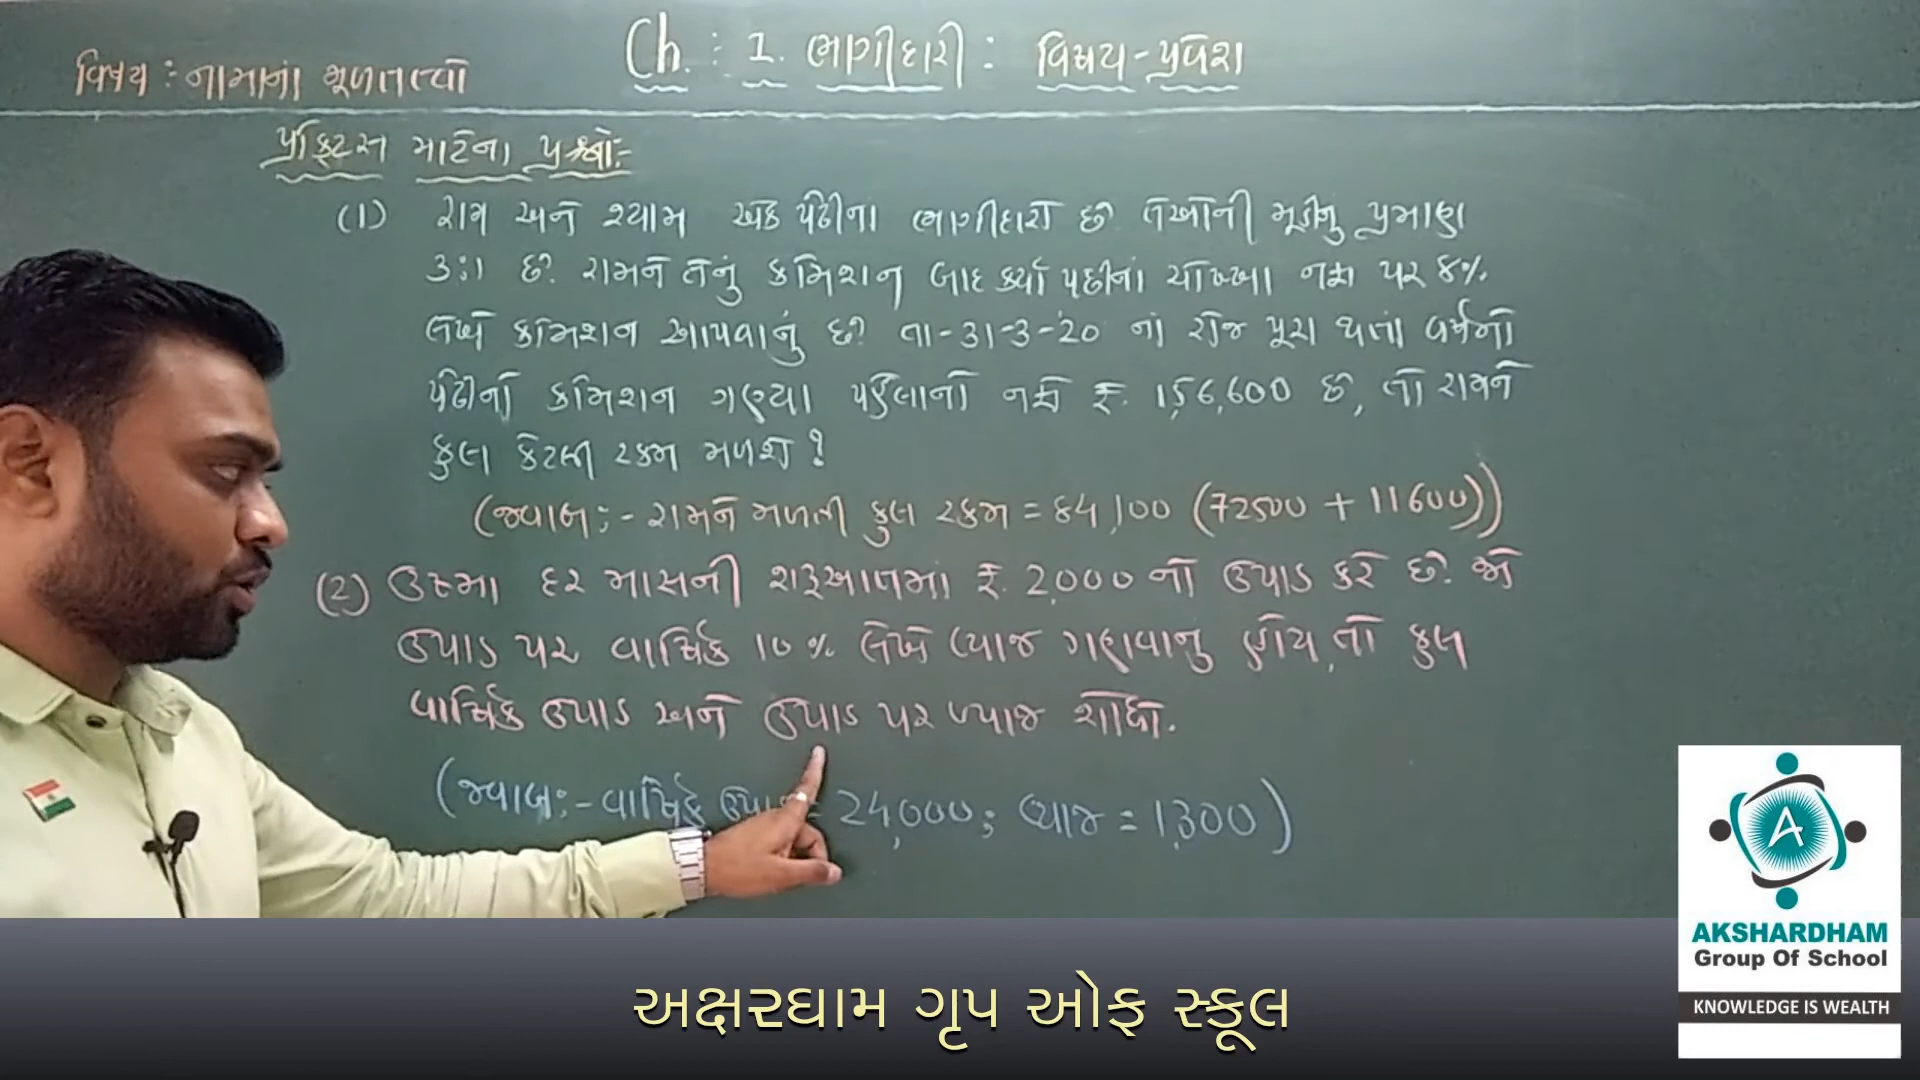 વિષય : નામાનાં મૂળતત્વો
Ch. : 1. ભાગીદારી : વિષય-પ્રવેશ
પ્રેક્ટિસ માટેના પ્રશ્નો:-
(1) રામ અને શ્યામ એક પેઢીના ભાગીદારો છે. તેઓની મૂડીનું પ્રમાણ
3:1 છે. રામને તેનું કમિશન બાદ કર્યા પછીનાં ચોખ્ખા નફા પર 8%
લેખે કમિશન આપવાનું છે. તા-31-3-'20 નાં રોજ પૂરા થતાં વર્ષનો
પેઢીનો કમિશન ગણ્યા પહેલાનો નફો ₹. 1,56,600 છે, તો રામને
કુલ કેટલી રકમ મળશે ?
(જવાબ:- રામને મળતી કુલ રકમ = 84,100 (72500 + 11600))
(2) ઉષ્મા દર માસની શરૂઆતમાં ₹. 2,000 નો ઉપાડ કરે છે. જો
ઉપાડ પર વાર્ષિક 10% લેખે વ્યાજ ગણવાનું હોય, તો કુલ
વાર્ષિક ઉપાડ અને ઉપાડ પર વ્યાજ શોધો.
(જવાબ:- વાર્ષિક ઉપાડ = 24,000; વ્યાજ = 1,300)
A
AKSHARDHAM
Group Of School
KNOWLEDGE IS WEALTH
અક્ષરધામ ગૃપ ઓફ સ્કૂલ